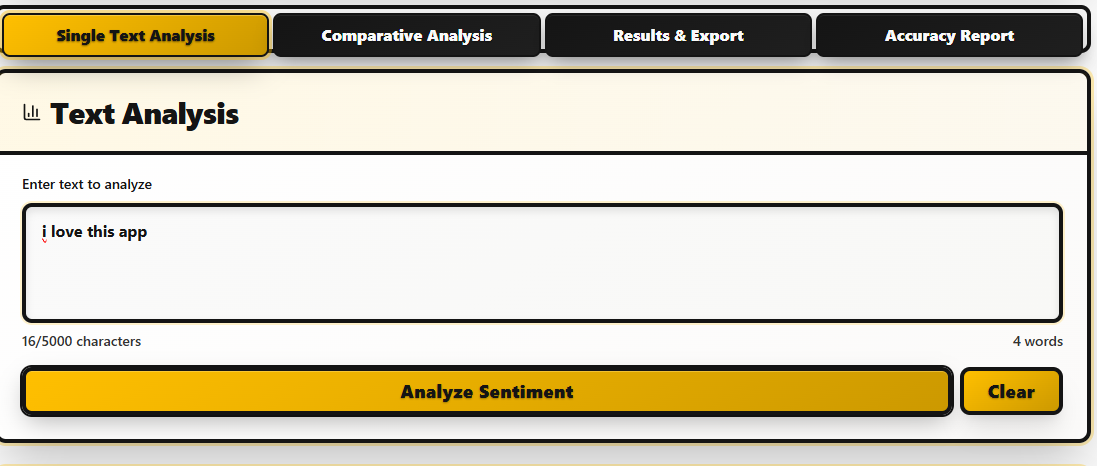 Single Text Analysis Comparative Analysis Results & Export Accuracy Report
Text Analysis
Enter text to analyze
i love this app
16/5000 characters 4 words
Analyze Sentiment Clear